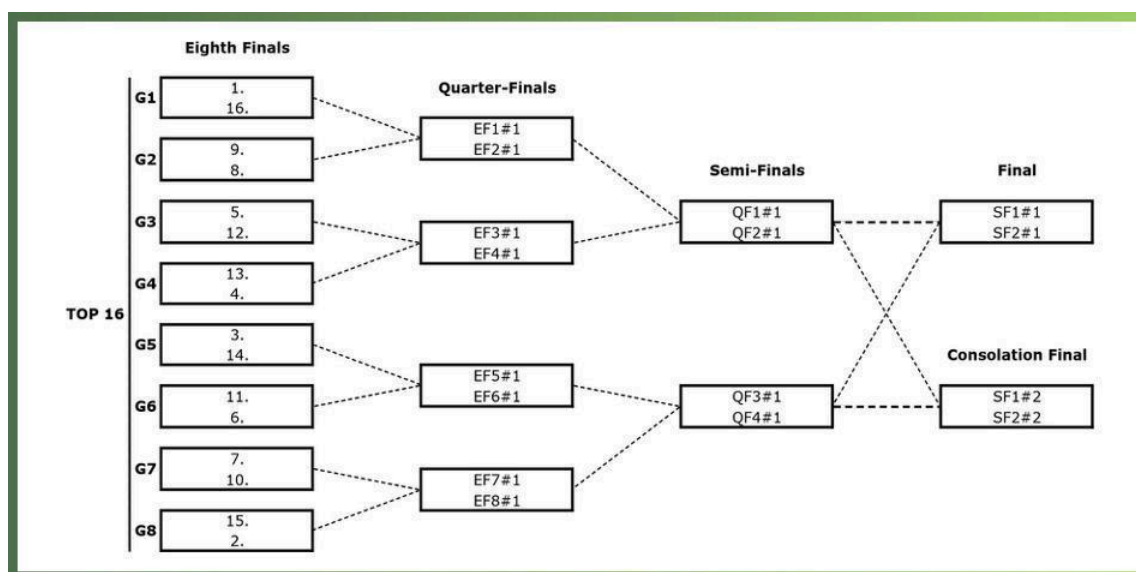 Eighth Finals
TOP 16
G1
1.
16.
G2
9.
8.
G3
5.
12.
G4
13.
4.
G5
3.
14.
G6
11.
6.
G7
7.
10.
G8
15.
2.
Quarter-Finals
EF1#1
EF2#1
EF3#1
EF4#1
EF5#1
EF6#1
EF7#1
EF8#1
Semi-Finals
QF1#1
QF2#1
QF3#1
QF4#1
Final
SF1#1
SF2#1
Consolation Final
SF1#2
SF2#2